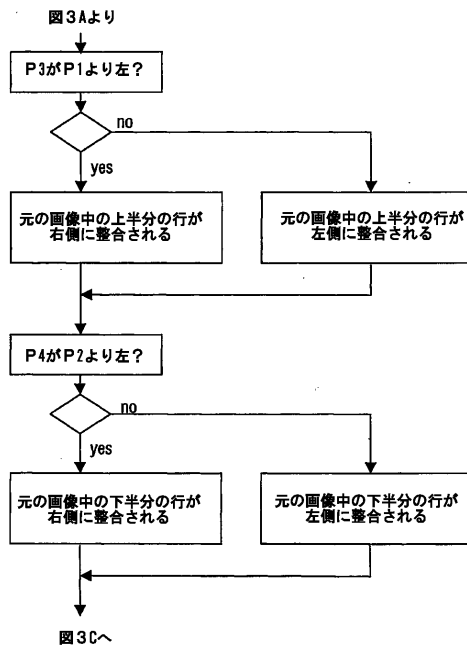 図3Aより
P3がP1より左?
no
yes
元の画像中の上半分の行が
右側に整合される
元の画像中の上半分の行が
左側に整合される
P4がP2より左?
no
yes
元の画像中の下半分の行が
右側に整合される
元の画像中の下半分の行が
左側に整合される
図3Cへ